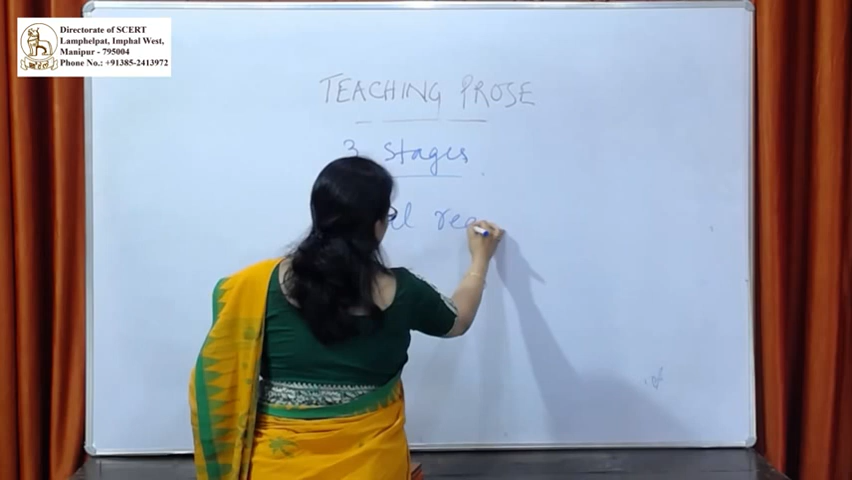 Directorate of SCERT
Lamphelpat, Imphal West,
Manipur - 795004
Phone No.: +91385-2413972
TEACHING PROSE
3 stages